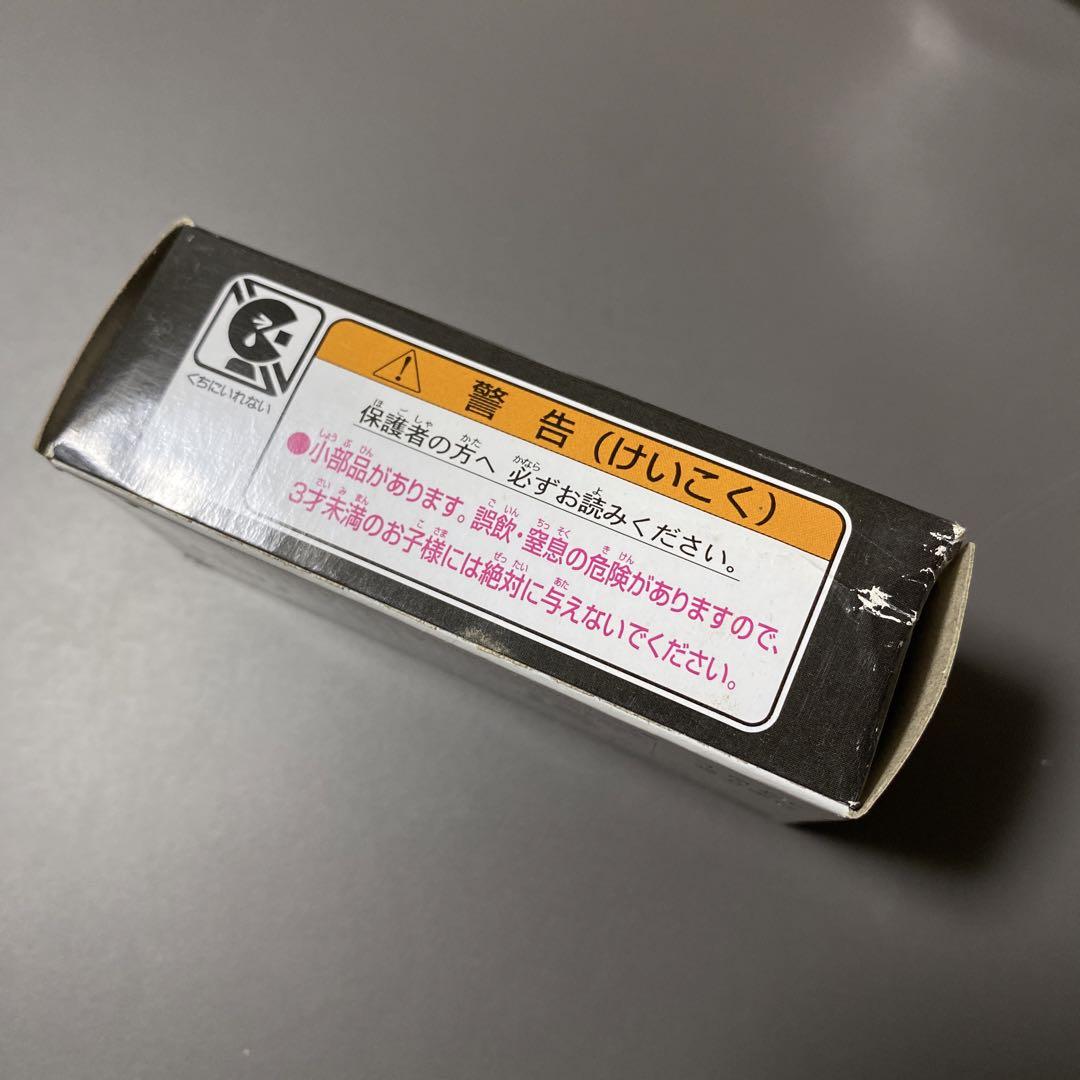 くちにいれない
警告（けいこく）
保護者の方へ 必ずお読みください。
●小部品があります。誤飲・窒息の危険がありますので、
3才未満のお子様には絶対に与えないでください。